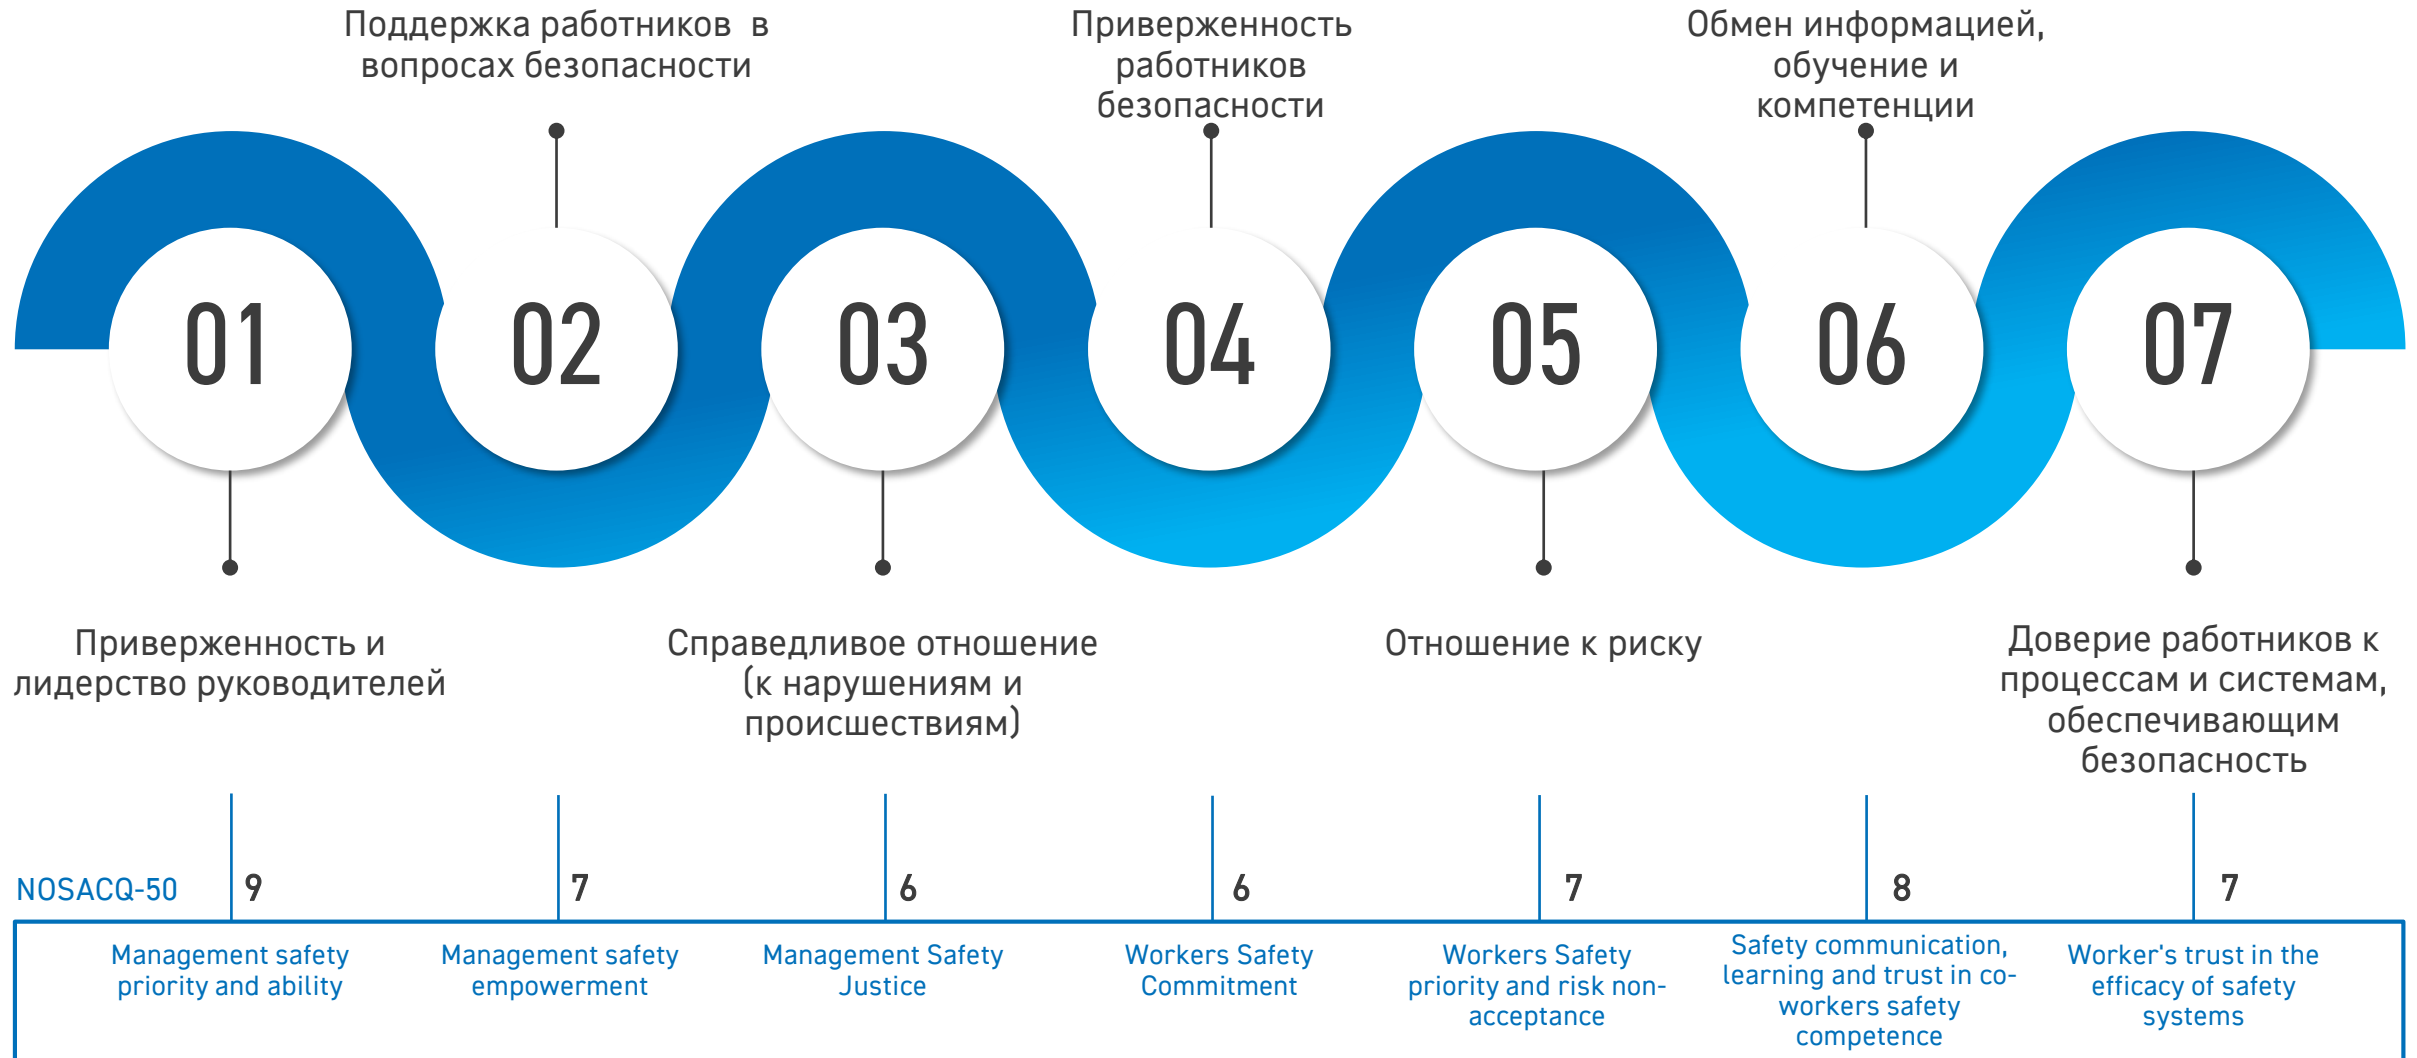 Поддержка работников в
вопросах безопасности
Приверженность
работников
безопасности
Обмен информацией,
обучение и
компетенции
01
02
03
04
05
06
07
Приверженность и
лидерство руководителей
Справедливое отношение
(к нарушениям и
происшествиям)
Отношение к риску
Доверие работников к
процессам и системам,
обеспечивающим
безопасность
NOSACQ-50
9
7
6
6
7
8
7
Management safety
priority and ability
Management safety
empowerment
Management Safety
Justice
Workers Safety
Commitment
Workers Safety
priority and risk non-
acceptance
Safety communication,
learning and trust in co-
workers safety
competence
Worker's trust in the
efficacy of safety
systems